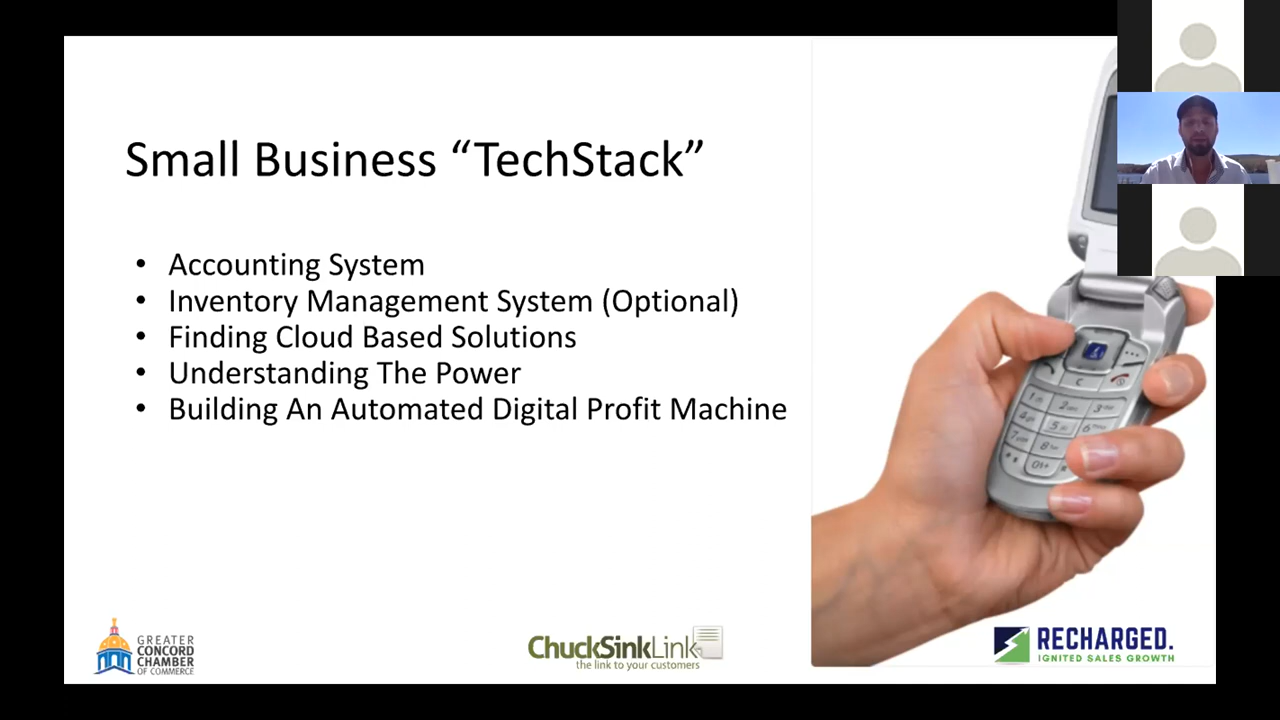 Small Business “TechStack”
• Accounting System
• Inventory Management System (Optional)
• Finding Cloud Based Solutions
• Understanding The Power
• Building An Automated Digital Profit Machine
GREATER
CONCORD
CHAMBER
OF COMMERCE
ChuckSinkLink
the link to your customers
RECHARGED.
IGNITED SALES GROWTH